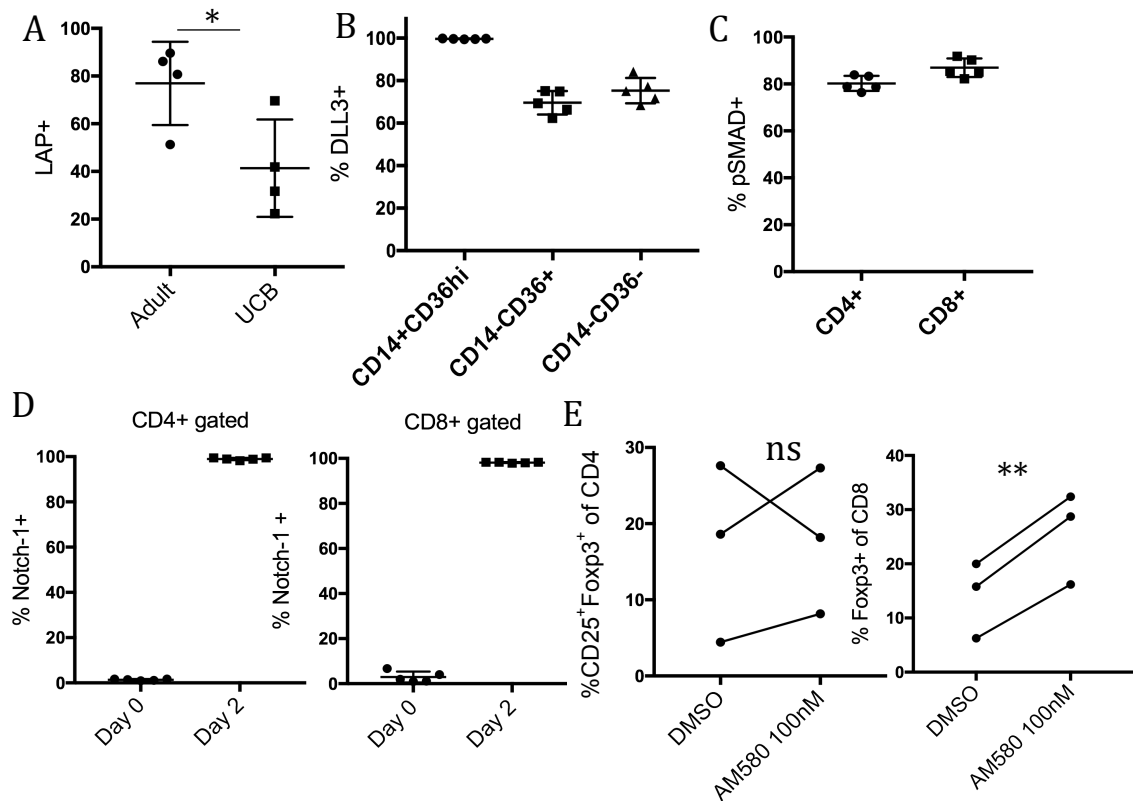 A
*
LAP+
100
80
60
40
20
0
Adult
UCB
B
% DLL3+
100
80
60
40
20
0
CD14+CD36hi
CD14-CD36+
CD14-CD36-
C
% pSMAD+
100
80
60
40
20
0
CD4+
CD8+
D
CD4+ gated
% Notch-1+
100
80
60
40
20
0
Day 0
Day 2
CD8+ gated
% Notch-1 +
100
80
60
40
20
0
Day 0
Day 2
E
ns
%CD25⁺Foxp3⁺ of CD4
30
20
10
0
DMSO
AM580 100nM
**
% Foxp3+ of CD8
40
30
20
10
0
DMSO
AM580 100nM